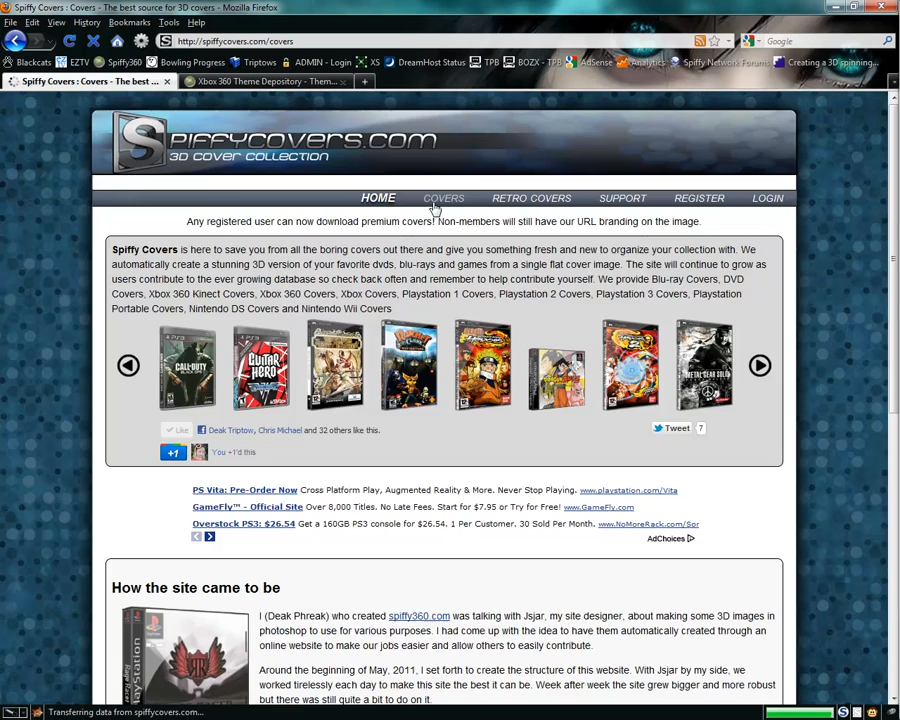 Spiffy Covers : Covers - The best source for 3D covers - Mozilla Firefox
File Edit View History Bookmarks Tools Help
http://spiffycovers.com/covers
Google
Blackcats EZTV Spiffy360 Bowling Progress Triptows ADMIN - Login XS DreamHost Status TPB BOZX - TPB AdSense Analytics Spiffy Network Forums Creating a 3D spinning...
Spiffy Covers : Covers - The best ... Xbox 360 Theme Depository - Them...
SPIFFYCOVERS.COM
3D COVER COLLECTION
HOME COVERS RETRO COVERS SUPPORT REGISTER LOGIN
Any registered user can now download premium covers! Non-members will still have our URL branding on the image.
Spiffy Covers is here to save you from all the boring covers out there and give you something fresh and new to organize your collection with. We
automatically create a stunning 3D version of your favorite dvds, blu-rays and games from a single flat cover image. The site will continue to grow as
users contribute to the ever growing database so check back often and remember to help contribute yourself. We provide Blu-ray Covers, DVD
Covers, Xbox 360 Kinect Covers, Xbox 360 Covers, Xbox Covers, Playstation 1 Covers, Playstation 2 Covers, Playstation 3 Covers, Playstation
Portable Covers, Nintendo DS Covers and Nintendo Wii Covers
CALL OF DUTY
BLACK OPS
GUITAR
HERO
METAL GEAR SOLID
Like Deak Triptow, Chris Michael and 32 others like this.
Tweet 7
+1 You +1'd this
PS Vita: Pre-Order Now Cross Platform Play, Augmented Reality & More. Never Stop Playing. www.playstation.com/Vita
GameFly™ - Official Site Over 8,000 Titles. No Late Fees. Start for $7.95 or Try for Free! www.GameFly.com
Overstock PS3: $26.54 Get a 160GB PS3 console for $26.54. 1 Per Customer. 30 Sold Per Month. www.NoMoreRack.com/Sor
AdChoices
How the site came to be
I (Deak Phreak) who created spiffy360.com was talking with Jsjar, my site designer, about making some 3D images in
photoshop to use for various purposes. I had come up with the idea to have them automatically created through an
online website to make our jobs easier and allow others to easily contribute.
Around the beginning of May, 2011, I set forth to create the structure of this website. With Jsjar by my side, we
worked tirelessly each day to make this site the best it can be. Week after week the site grew bigger and more robust
but there was still quite a bit to do on it.
PlayStation
Transferring data from spiffycovers.com...